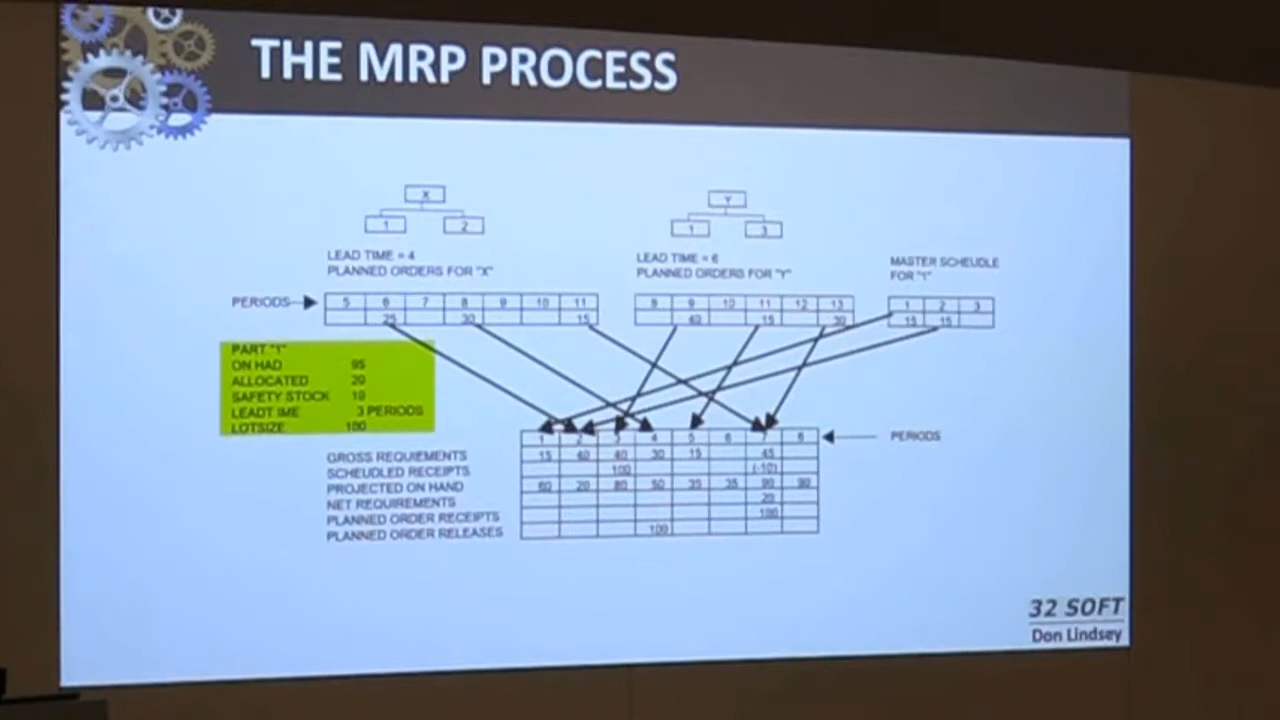 THE MRP PROCESS
X
1 2
LEAD TIME = 4
PLANNED ORDERS FOR "X"
Y
1 3
LEAD TIME = 6
PLANNED ORDERS FOR "Y"
MASTER SCHEUDLE
FOR "1"
PERIODS
5 6 7 8 9 10 11
25 30 15
8 9 10 11 12 13
40 15 30
1 2 3
15 15
PART "1"
ON HAD 95
ALLOCATED 20
SAFETY STOCK 10
LEADT IME 3 PERIODS
LOTSIZE 100
1 2 3 4 5 6 7 8
PERIODS
GROSS REQUIEMENTS 15 40 40 30 15 45
SCHEUDLED RECEIPTS 100 (-10)
PROJECTED ON HAND 60 20 80 50 35 35 90 90
NET REQUIREMENTS 20
PLANNED ORDER RECEIPTS 100
PLANNED ORDER RELEASES 100
32 SOFT
Don Lindsey